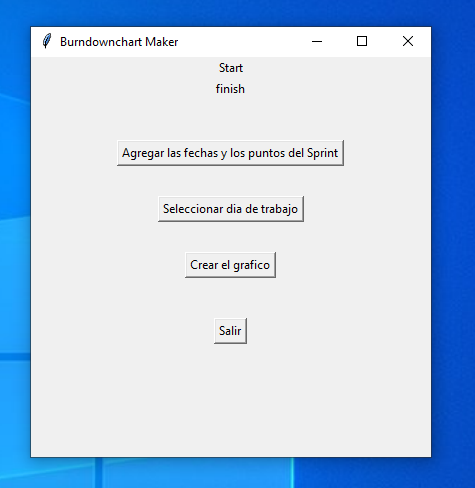 Burndownchart Maker
Start
finish
Agregar las fechas y los puntos del Sprint
Seleccionar dia de trabajo
Crear el grafico
Salir